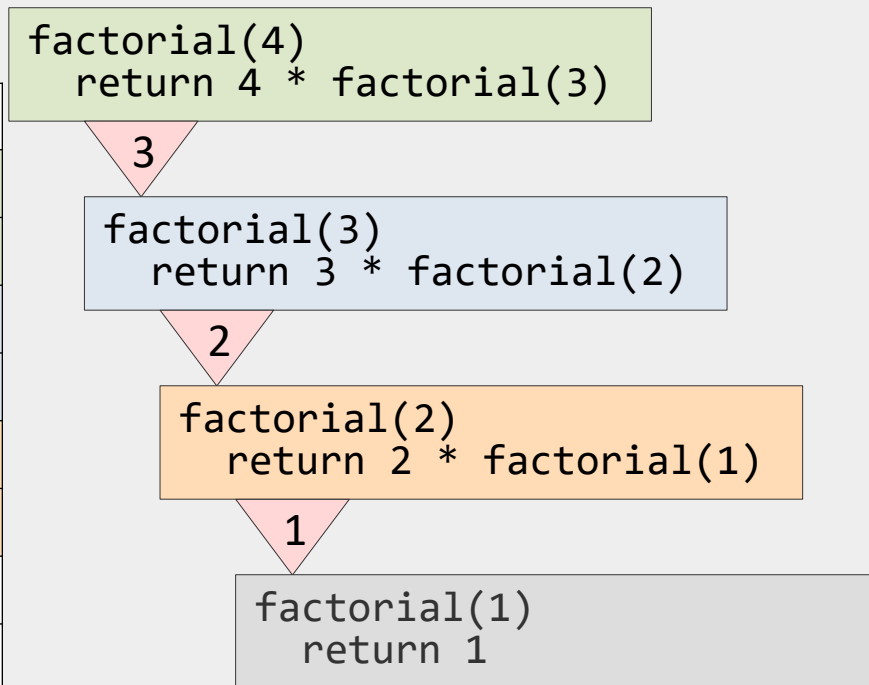 factorial(4)
return 4 * factorial(3)
3
factorial(3)
return 3 * factorial(2)
2
factorial(2)
return 2 * factorial(1)
1
factorial(1)
return 1